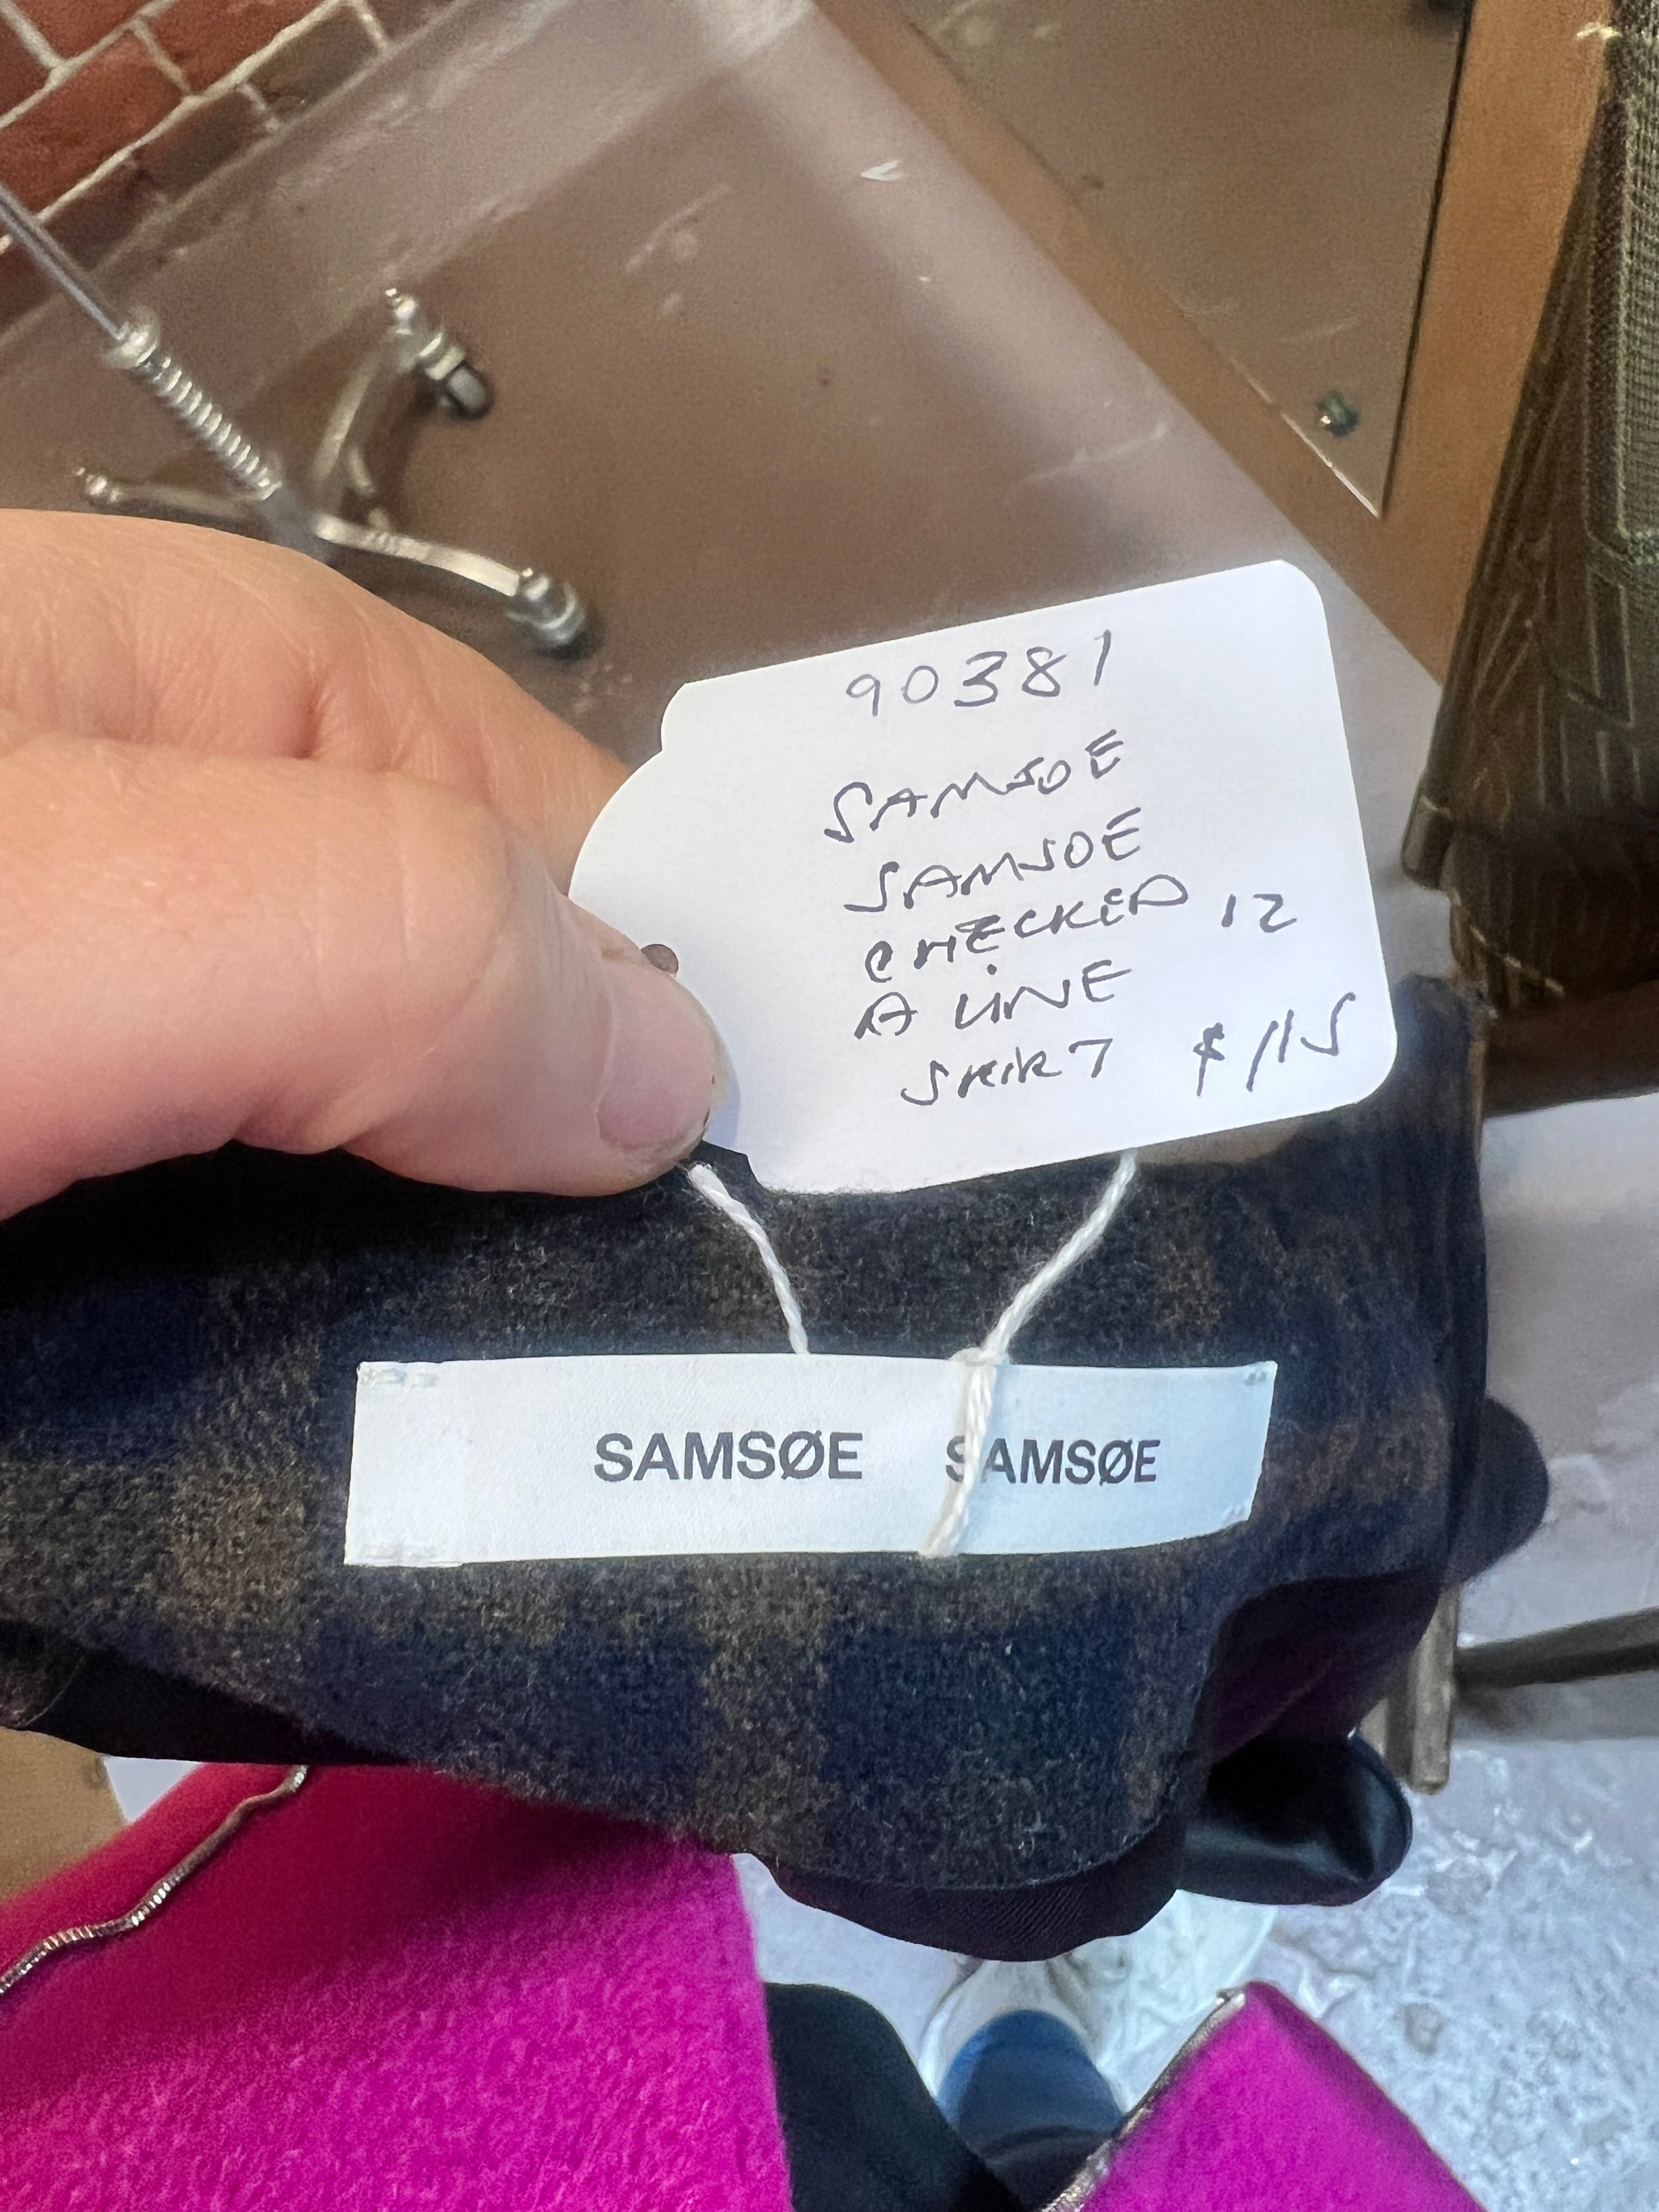 90381
SAMSOE
SAMSOE
CHECKED 12
A LINE
SKIRT $115
SAMSØE SAMSØE